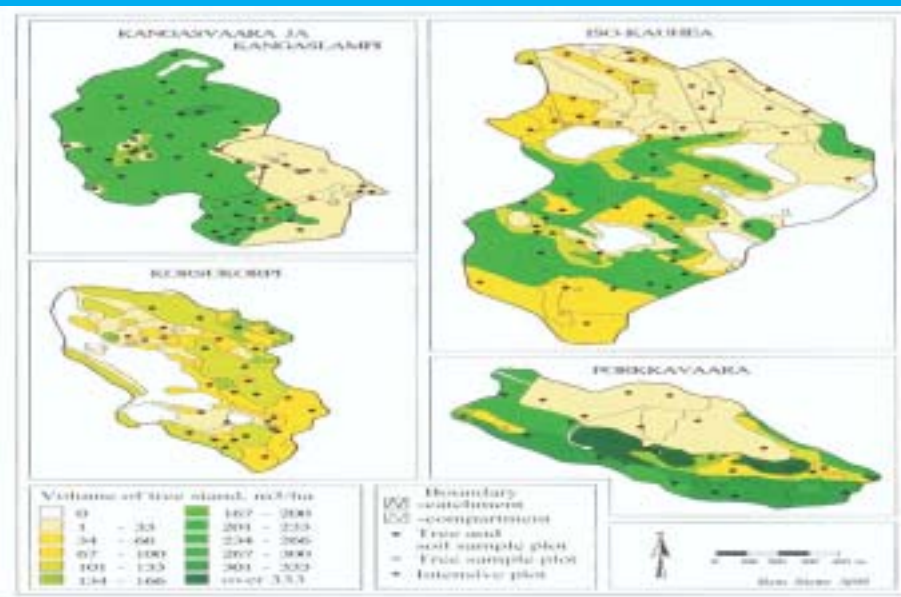 KANGASVAARA JA
KANGASLAMPI
ISO-KAUHEA
KORSUKORPI
PORKKAVAARA
Volume of tree stand, m3/ha
0
1 - 33
34 - 66
67 - 100
101 - 133
134 - 166
167 - 200
201 - 233
234 - 266
267 - 300
301 - 333
over 333
Boundary
-catchment
-compartment
Tree and
soil sample plot
Tree sample plot
Intensive plot